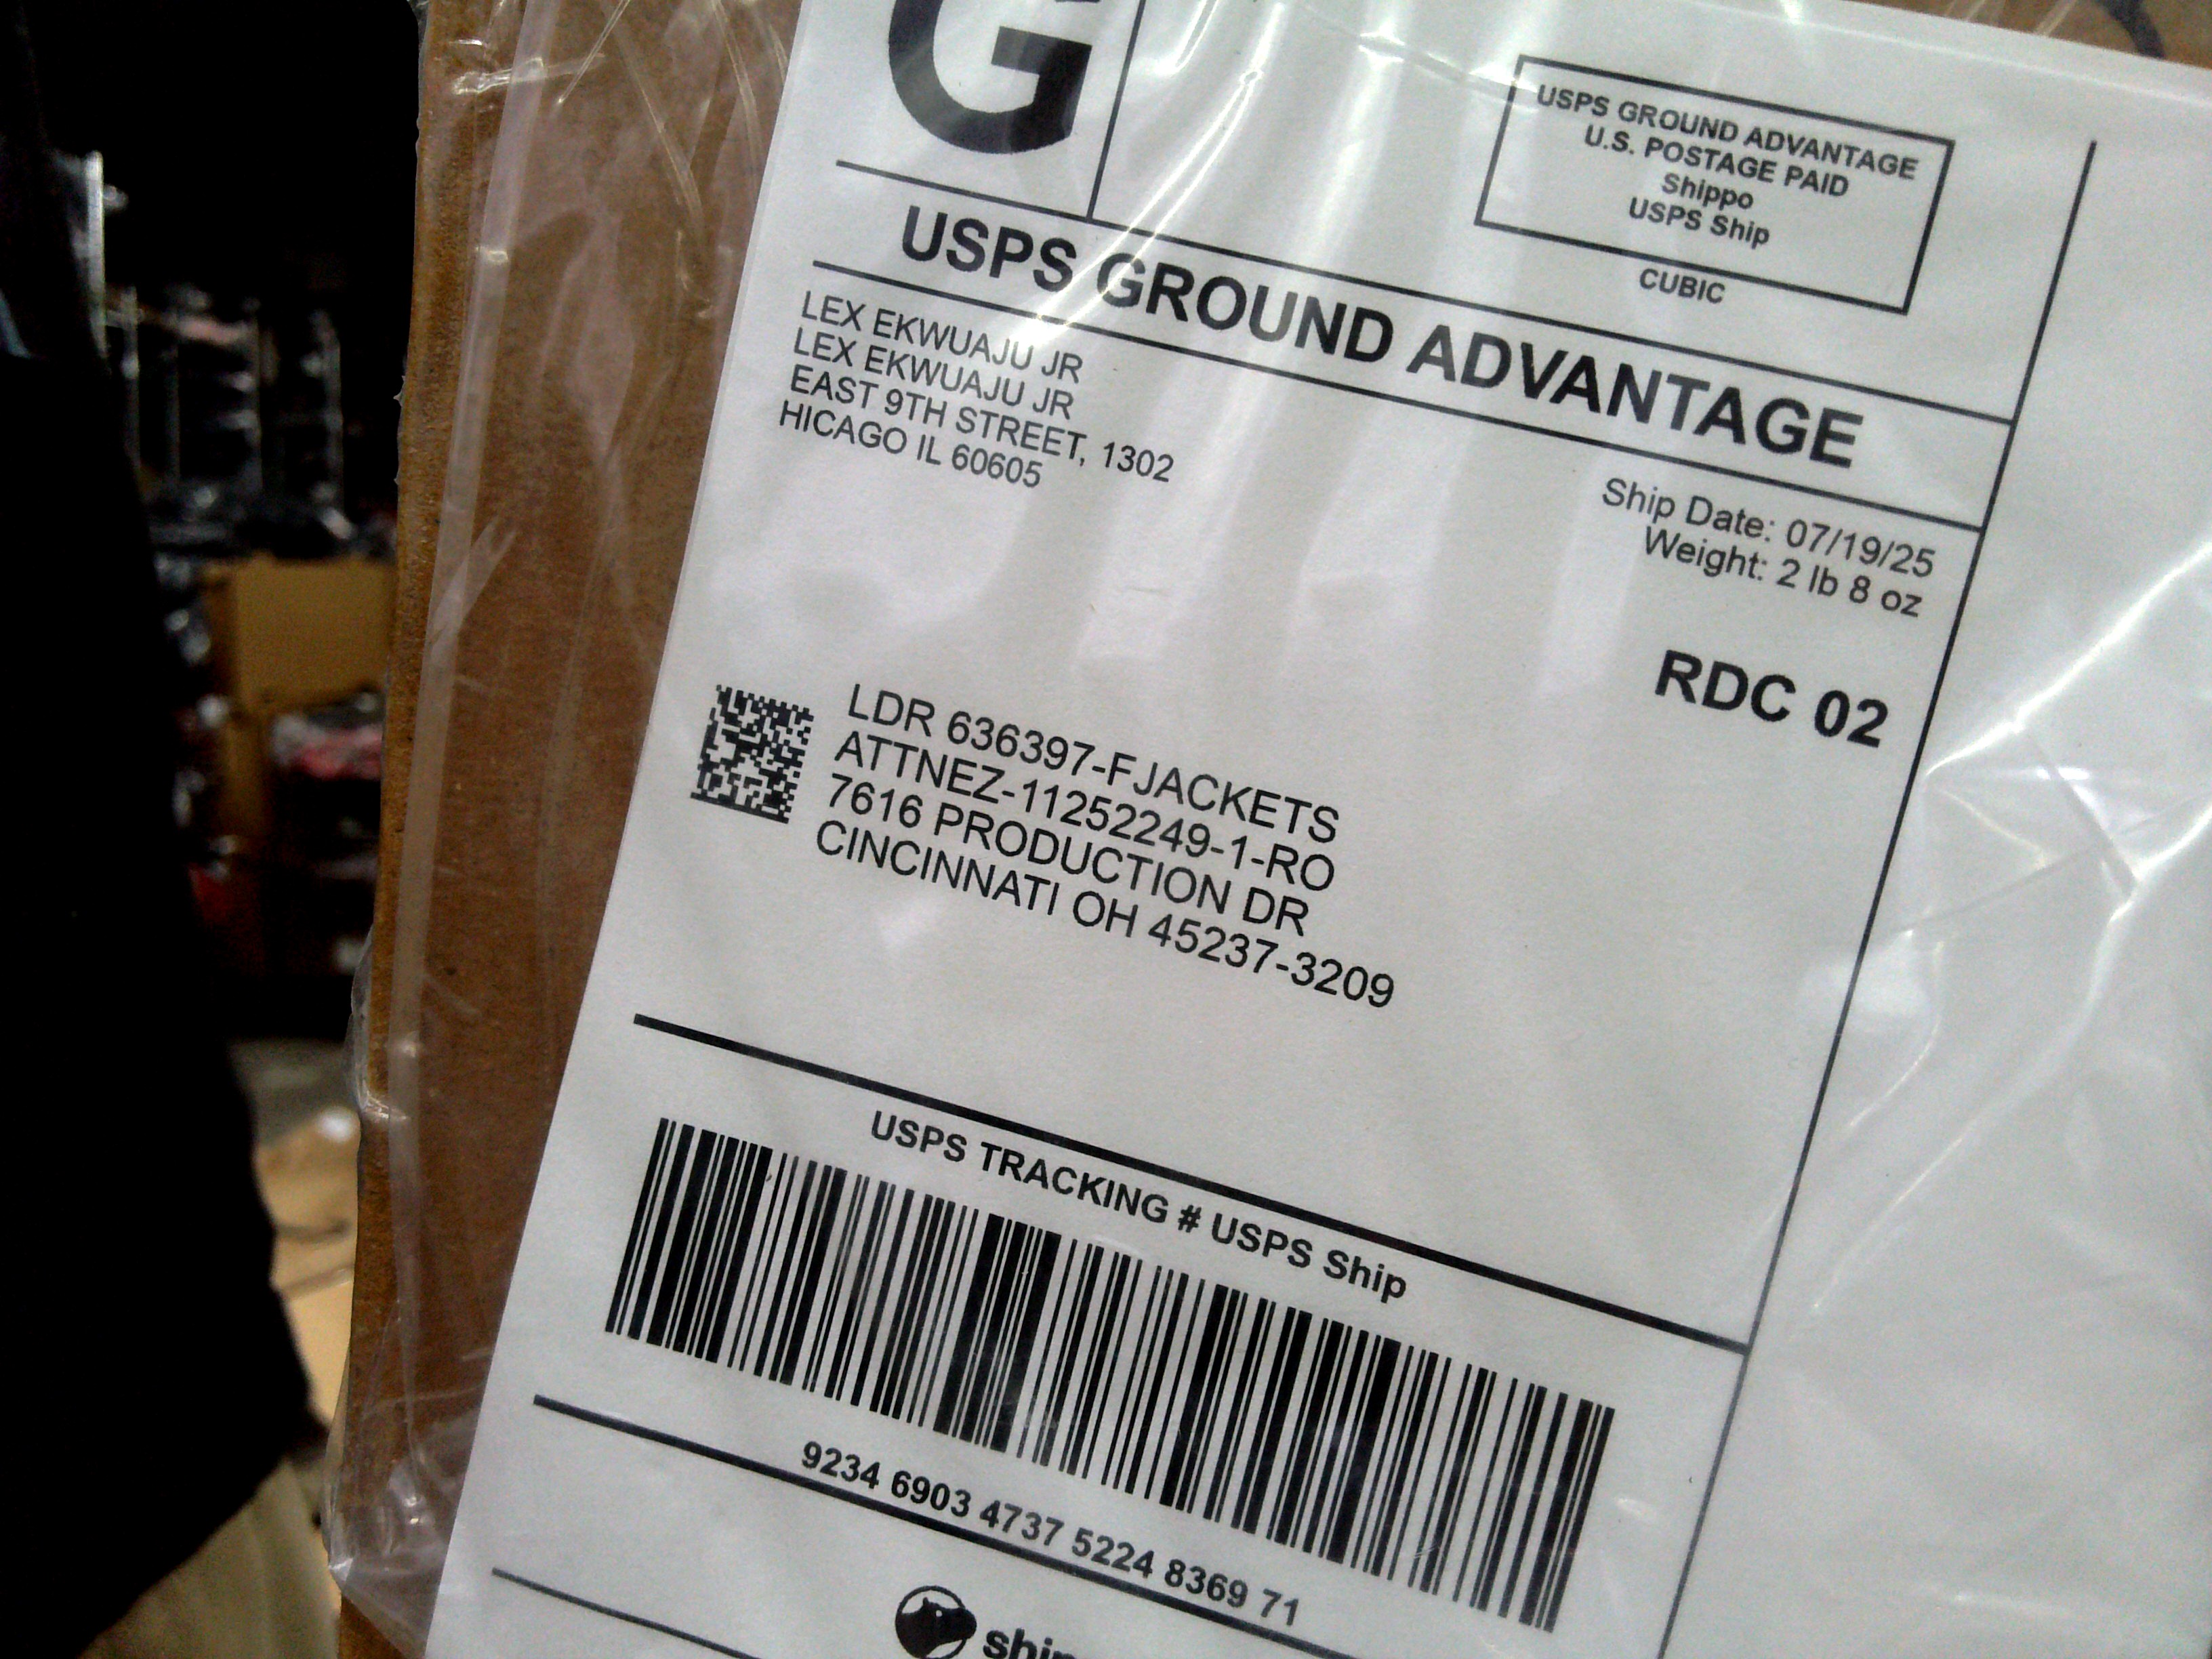 G
USPS GROUND ADVANTAGE
U.S. POSTAGE PAID
Shippo
USPS Ship
CUBIC
USPS GROUND ADVANTAGE
LEX EKWUAJU JR
LEX EKWUAJU JR
EAST 9TH STREET, 1302
HICAGO IL 60605
Ship Date: 07/19/25
Weight: 2 lb 8 oz
RDC 02
LDR 636397-FJACKETS
ATTNEZ-11252249-1-RO
7616 PRODUCTION DR
CINCINNATI OH 45237-3209
USPS TRACKING # USPS Ship
9234 6903 4737 5224 8369 71